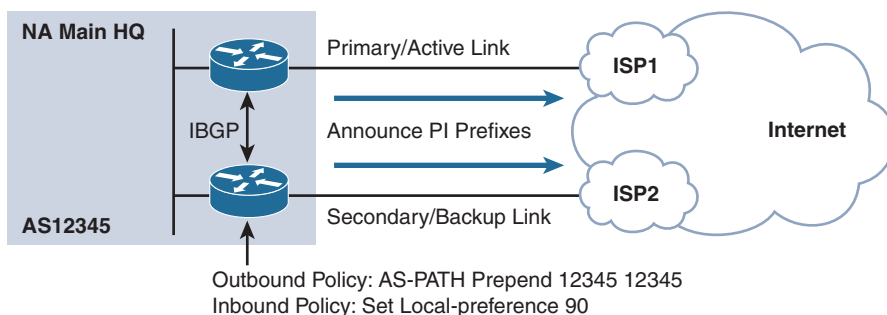 NA Main HQ
Primary/Active Link
ISP1
IBGP
Announce PI Prefixes
Internet
ISP2
AS12345
Secondary/Backup Link
Outbound Policy: AS-PATH Prepend 12345 12345
Inbound Policy: Set Local-preference 90